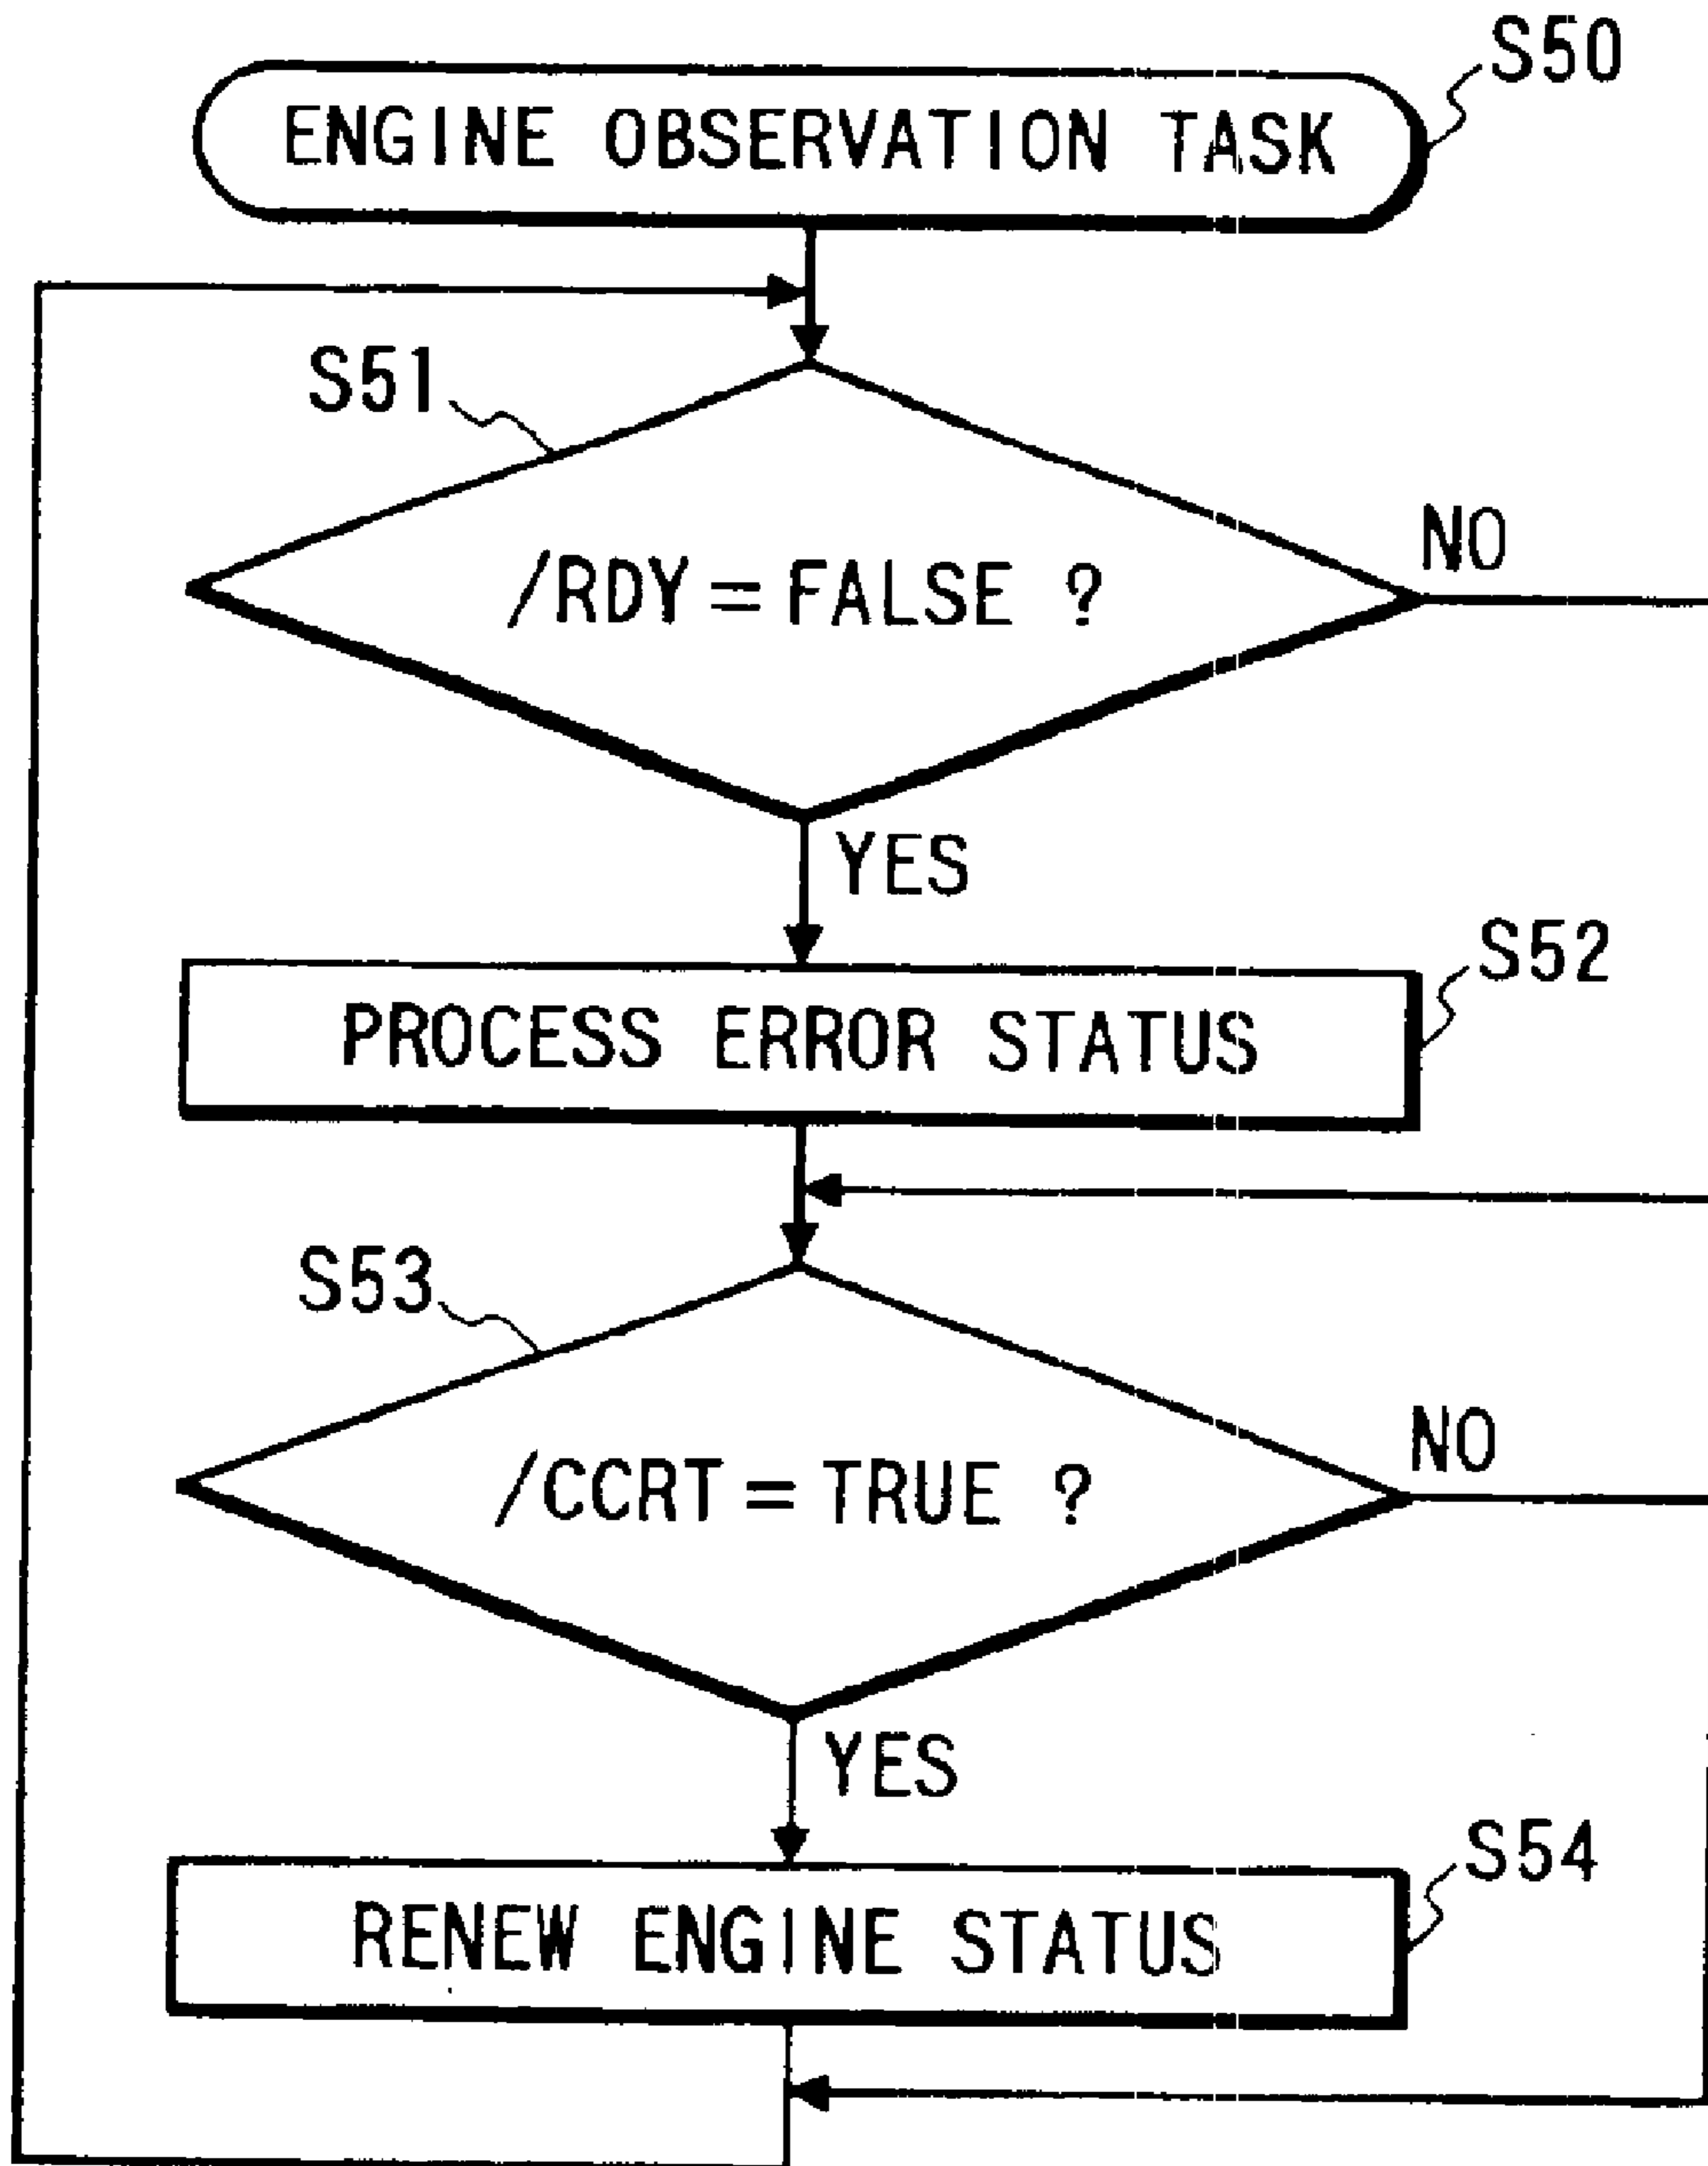 S50
ENGINE OBSERVATION TASK
S51
/RDY = FALSE ?
NO
YES
S52
PROCESS ERROR STATUS
S53
/CCRT = TRUE ?
NO
YES
S54
RENEW ENGINE STATUS